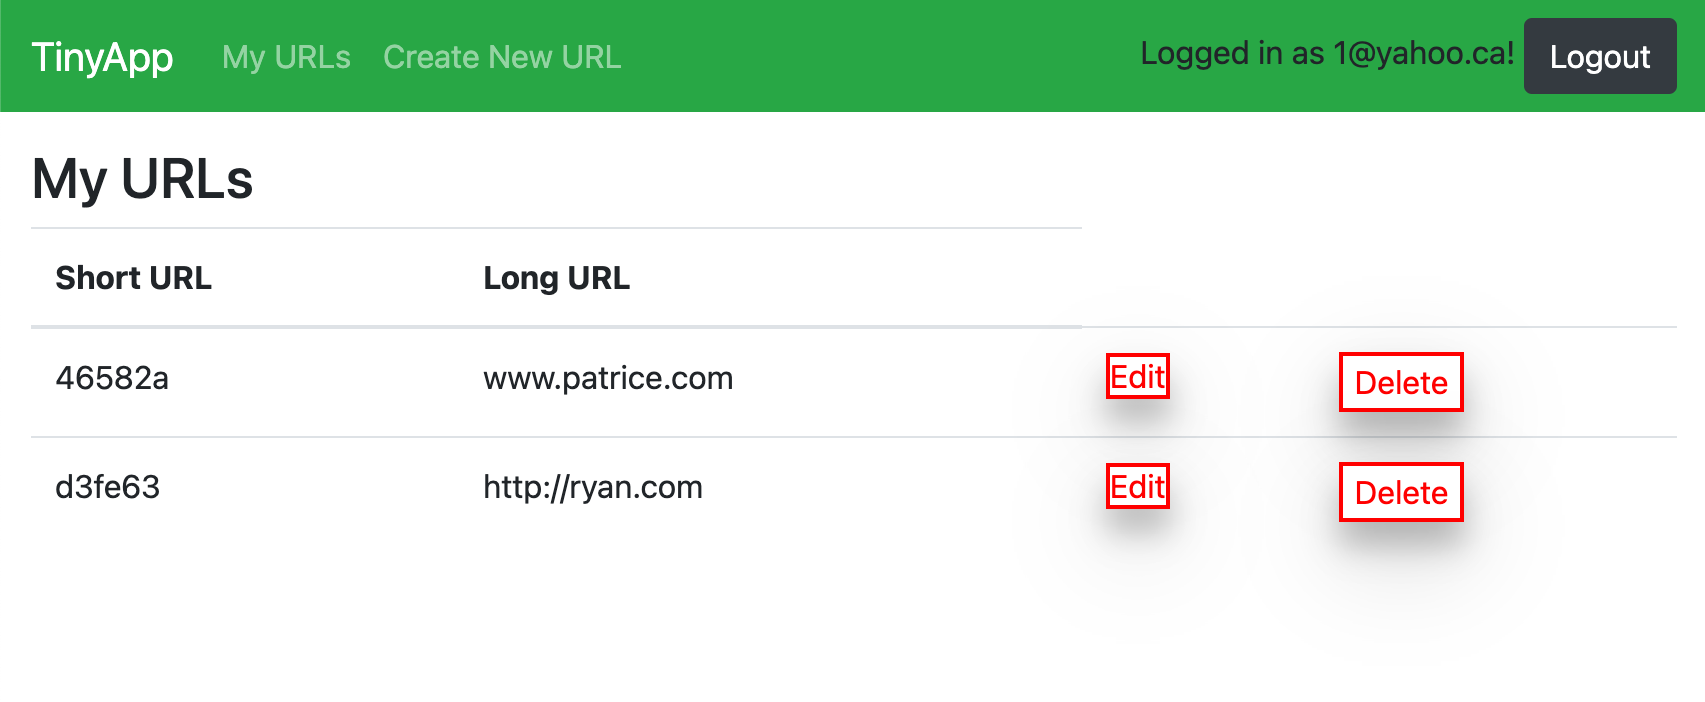 TinyApp My URLs Create New URL Logged in as 1@yahoo.ca! Logout
My URLs
Short URL Long URL
46582a www.patrice.com Edit Delete
d3fe63 http://ryan.com Edit Delete